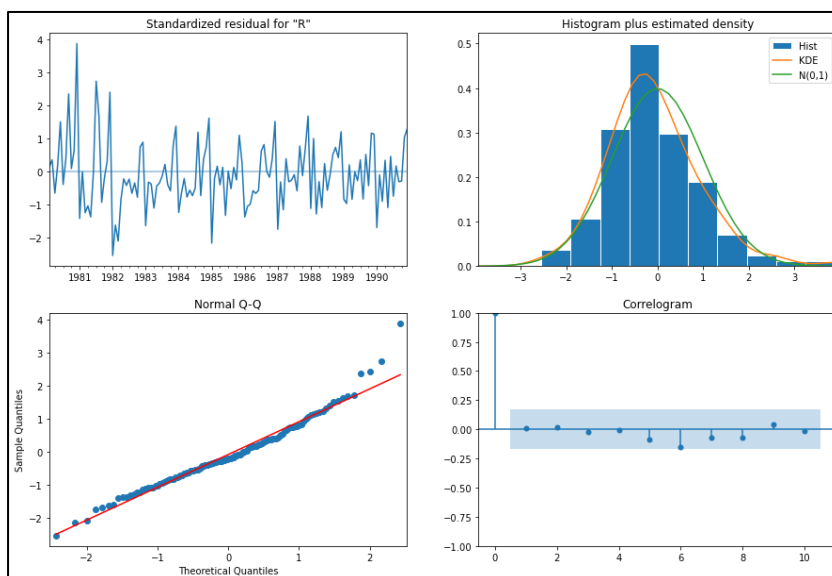 Standardized residual for "R"
4
3
2
1
0
−1
−2
1981 1982 1983 1984 1985 1986 1987 1988 1989 1990
Histogram plus estimated density
0.5
0.4
0.3
0.2
0.1
0.0
−3 −2 −1 0 1 2 3
Hist
KDE
N(0,1)
Normal Q-Q
4
3
2
1
0
−1
−2
Sample Quantiles
−2 −1 0 1 2
Theoretical Quantiles
Correlogram
1.00
0.75
0.50
0.25
0.00
−0.25
−0.50
−0.75
−1.00
0 2 4 6 8 10